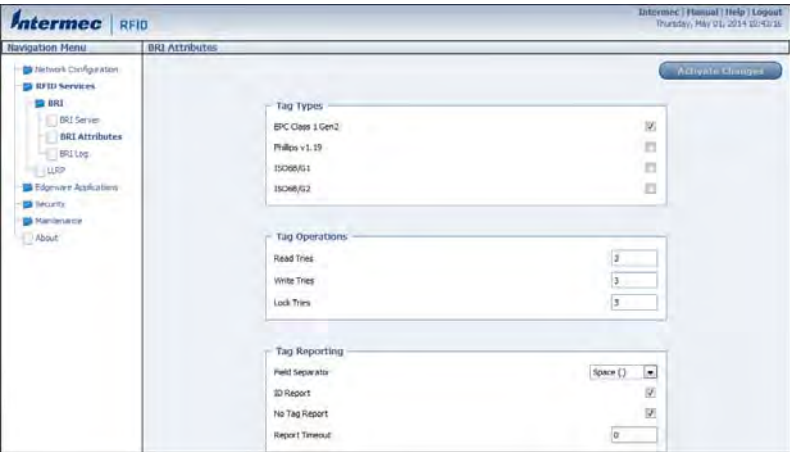 Intermec | RFID
Intermec | Manual | Help | Logout
Thursday, May 01, 2014 10:43:16
Navigation Menu
BRI Attributes
Activate Changes
Network Configuration
RFID Services
BRI
BRI Server
BRI Attributes
BRI Log
LLRP
Edgeware Applications
Security
Maintenance
About
Tag Types
EPC Class 1 Gen2
Philips v1.19
ISO6B/G1
ISO6B/G2
Tag Operations
Read Tries 3
Write Tries 3
Lock Tries 3
Tag Reporting
Field Separator Space ( )
ID Report
No Tag Report
Report Timeout 0